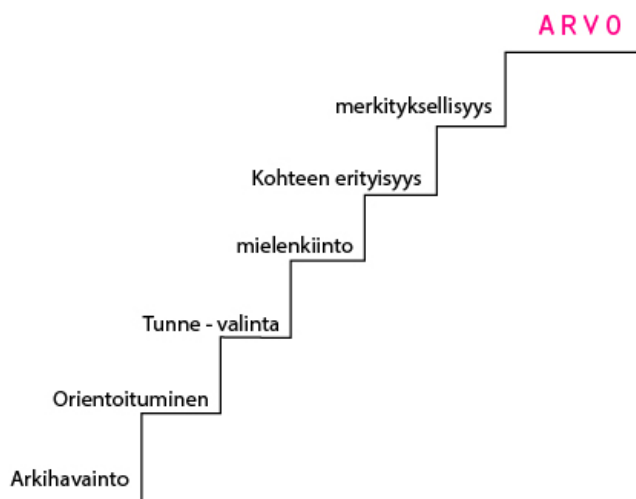 ARVO
merkityksellisyys
Kohteen erityisyys
mielenkiinto
Tunne - valinta
Orientoituminen
Arkihavainto